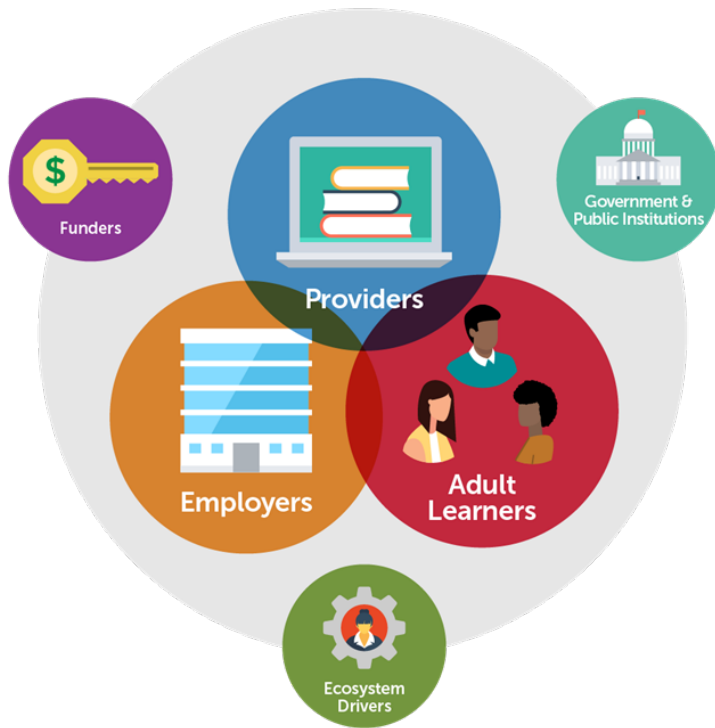 $
Funders
Government &
Public Institutions
Providers
Employers
Adult
Learners
Ecosystem
Drivers